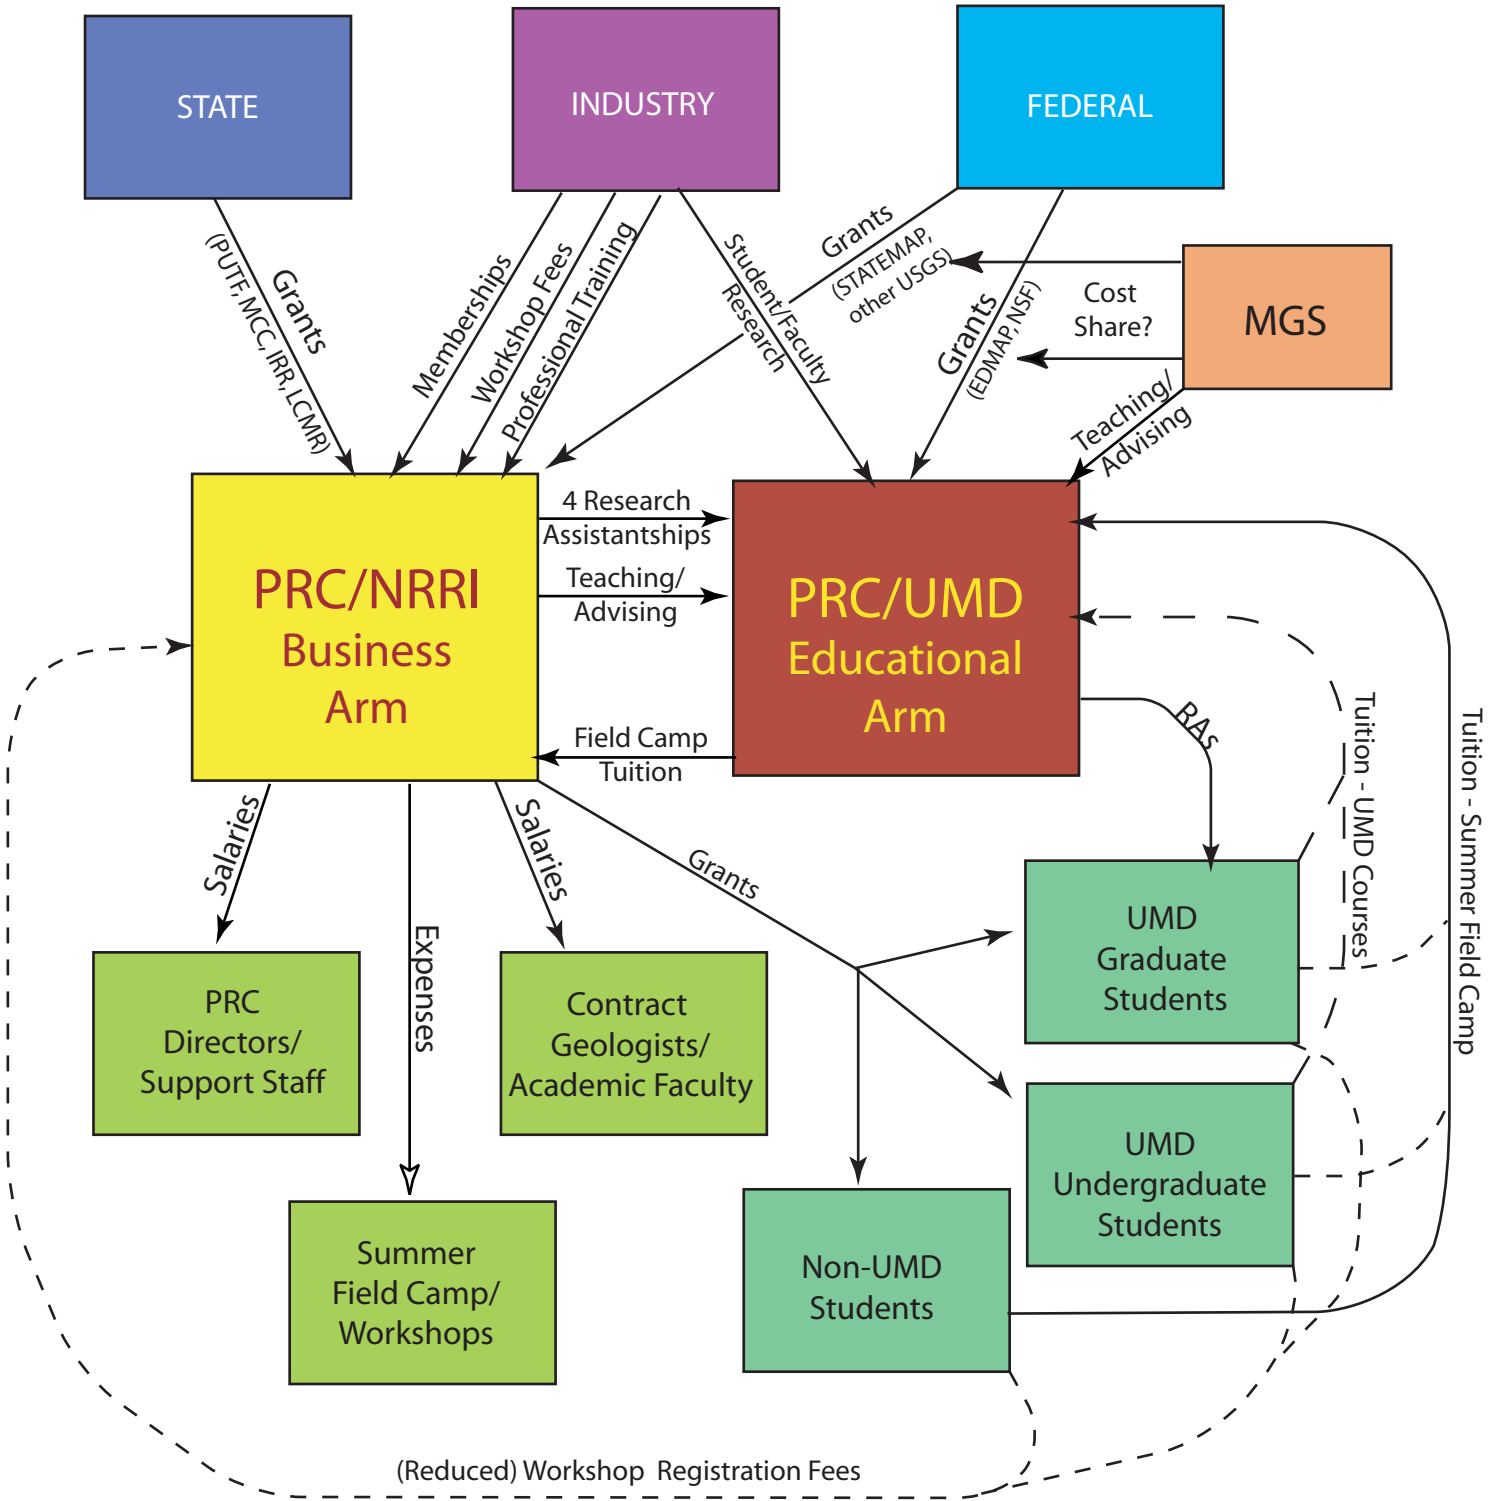 STATE
INDUSTRY
FEDERAL
MGS
Grants
(PUTF, MCC, IRR, LCMR)
Memberships
Workshop Fees
Professional Training
Student/Faculty
Research
Grants
(STATEMAP,
other USGS)
Grants
(EDMAP, NSF)
Cost
Share?
Teaching/
Advising
PRC/NRRI
Business
Arm
4 Research
Assistantships
Teaching/
Advising
Field Camp
Tuition
PRC/UMD
Educational
Arm
RAs
Tuition - UMD Courses
Tuition - Summer Field Camp
Salaries
Expenses
Salaries
Grants
PRC
Directors/
Support Staff
Contract
Geologists/
Academic Faculty
UMD
Graduate
Students
UMD
Undergraduate
Students
Summer
Field Camp/
Workshops
Non-UMD
Students
(Reduced) Workshop Registration Fees